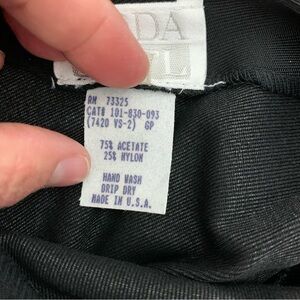 DA
RN 73325
CAT# 101-830-093
(7420 VS-2) GP
75% ACETATE
25% NYLON
HAND WASH
DRIP DRY
MADE IN U.S.A.